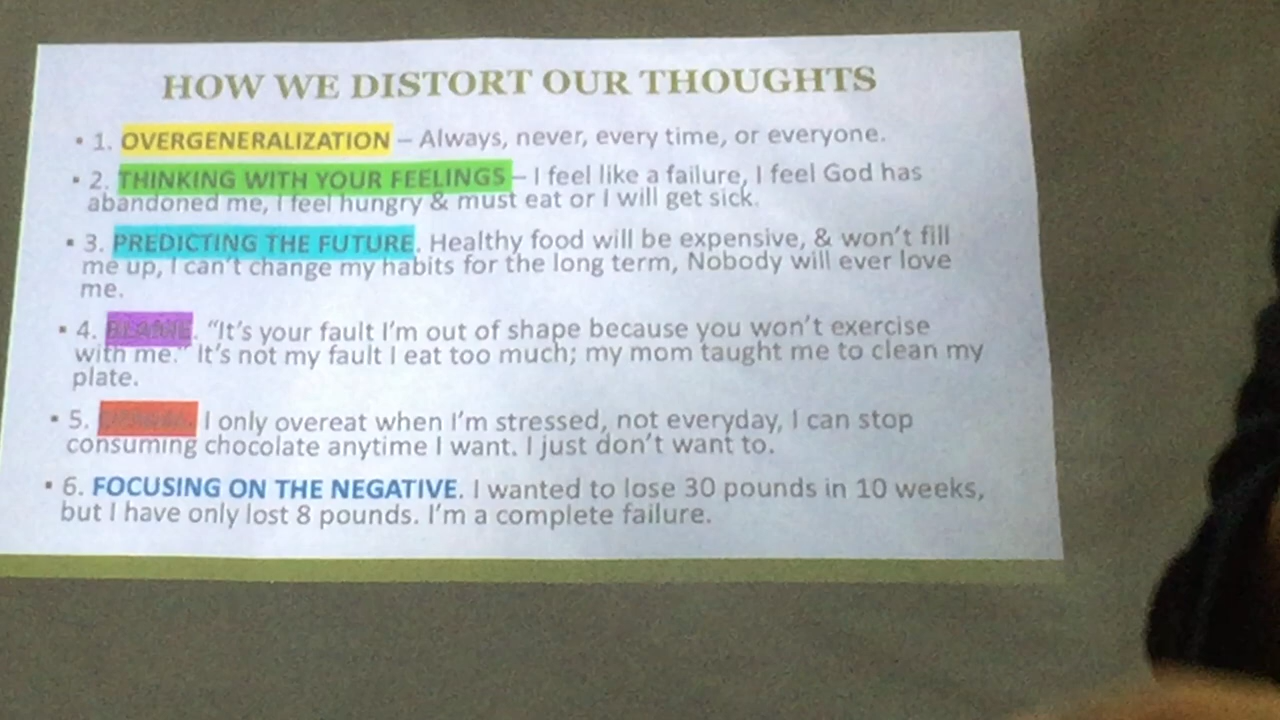 HOW WE DISTORT OUR THOUGHTS
▪ 1. OVERGENERALIZATION – Always, never, every time, or everyone.
▪ 2. THINKING WITH YOUR FEELINGS – I feel like a failure, I feel God has
abandoned me, I feel hungry & must eat or I will get sick.
▪ 3. PREDICTING THE FUTURE. Healthy food will be expensive, & won't fill
me up, I can't change my habits for the long term, Nobody will ever love
me.
▪ 4. BLAME. "It's your fault I'm out of shape because you won't exercise
with me." It's not my fault I eat too much; my mom taught me to clean my
plate.
▪ 5. I only overeat when I'm stressed, not everyday, I can stop
consuming chocolate anytime I want. I just don't want to.
▪ 6. FOCUSING ON THE NEGATIVE. I wanted to lose 30 pounds in 10 weeks,
but I have only lost 8 pounds. I'm a complete failure.